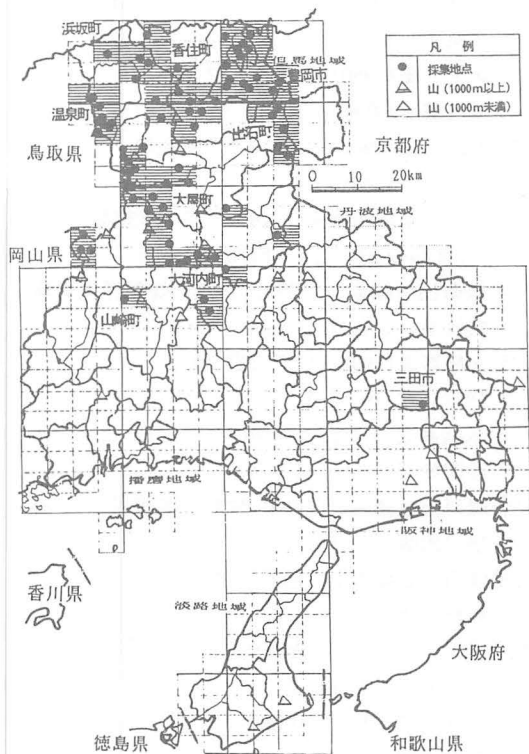 浜坂町
香住町
但馬地域
豊岡市
凡 例
採集地点
山 (1000m以上)
山 (1000m未満)
温泉町
出石町
鳥取県
京都府
0 10 20km
大屋町
丹波地域
岡山県
大河内町
山崎町
三田市
播磨地域
阪神地域
香川県
淡路地域
大阪府
徳島県
和歌山県